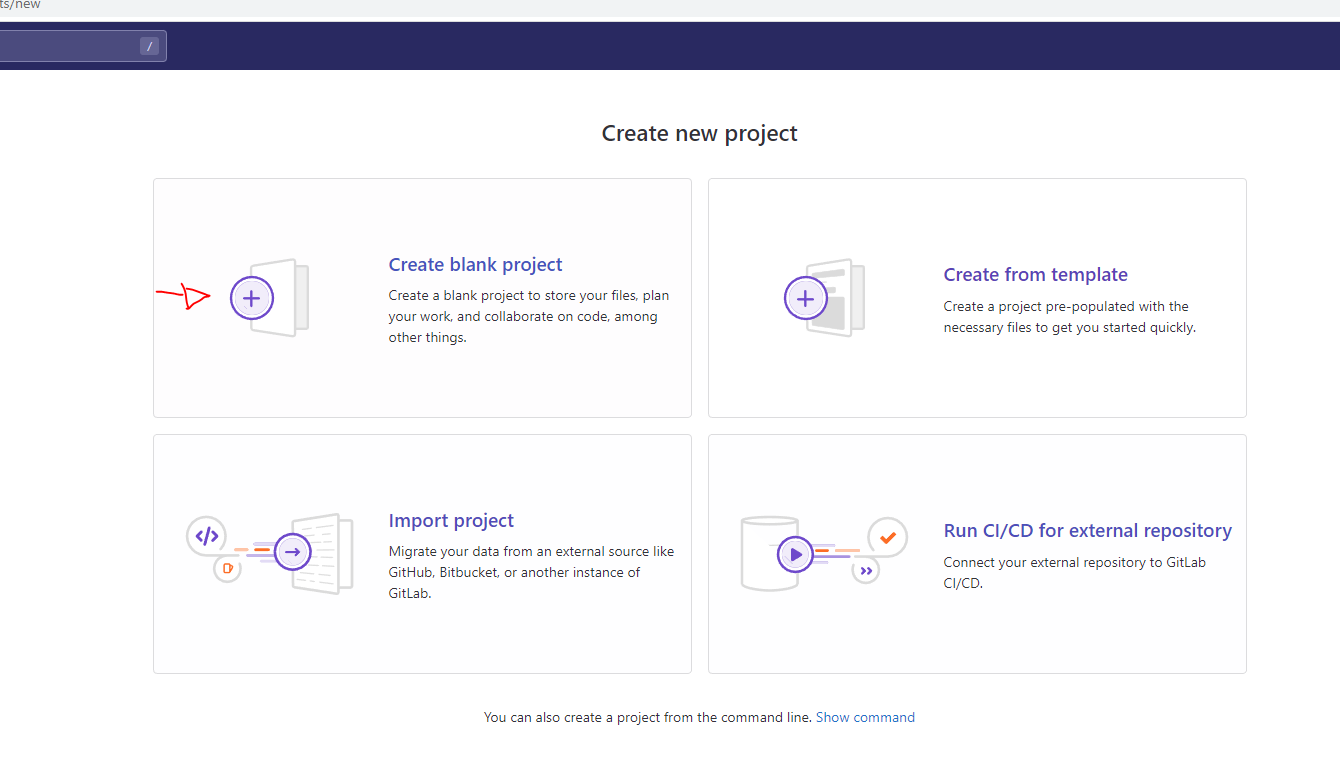 ts/new
/
Create new project
Create blank project
Create a blank project to store your files, plan
your work, and collaborate on code, among
other things.
Create from template
Create a project pre-populated with the
necessary files to get you started quickly.
Import project
Migrate your data from an external source like
GitHub, Bitbucket, or another instance of
GitLab.
Run CI/CD for external repository
Connect your external repository to GitLab
CI/CD.
You can also create a project from the command line. Show command